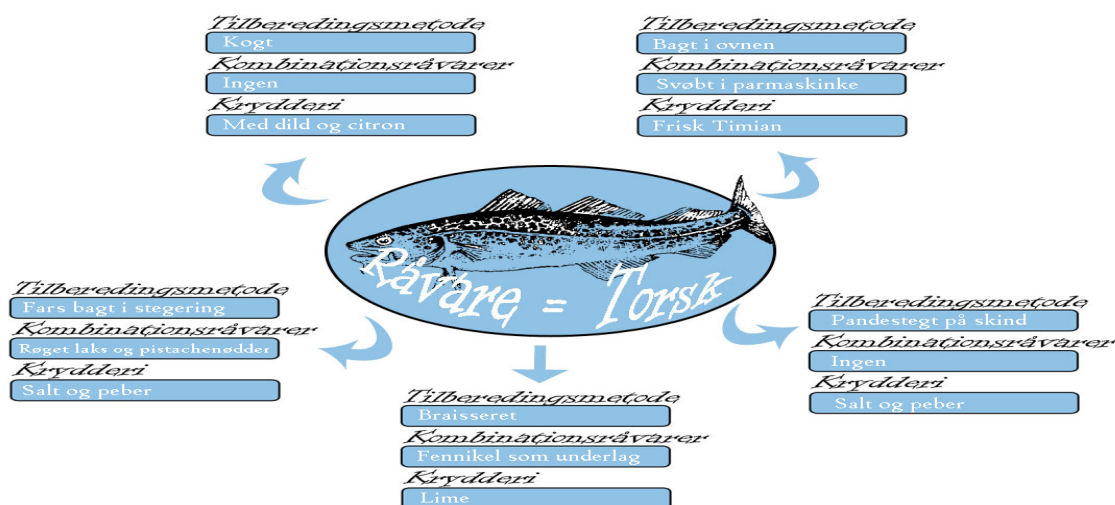 Tilberedingsmetode
Kogt
Kombinationsråvarer
Ingen
Krydderi
Med dild og citron
Tilberedingsmetode
Bagt i ovnen
Kombinationsråvarer
Svøbt i parmaskinke
Krydderi
Frisk Timian
Råvare = Torsk
Tilberedingsmetode
Fars bagt i stegering
Kombinationsråvarer
Røget laks og pistachenødder
Krydderi
Salt og peber
Tilberedingsmetode
Braisseret
Kombinationsråvarer
Fennikel som underlag
Krydderi
Lime
Tilberedingsmetode
Pandestegt på skind
Kombinationsråvarer
Ingen
Krydderi
Salt og peber